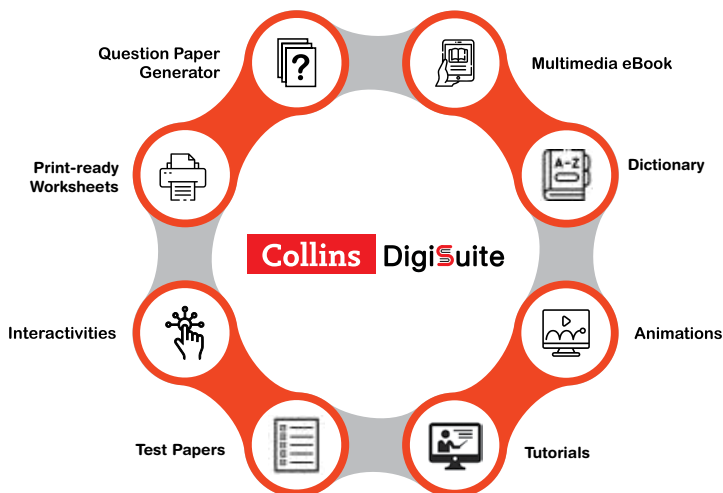 Question Paper
Generator
Multimedia eBook
Print-ready
Worksheets
A-Z
Dictionary
Collins DigiSuite
Interactivities
Animations
Test Papers
Tutorials